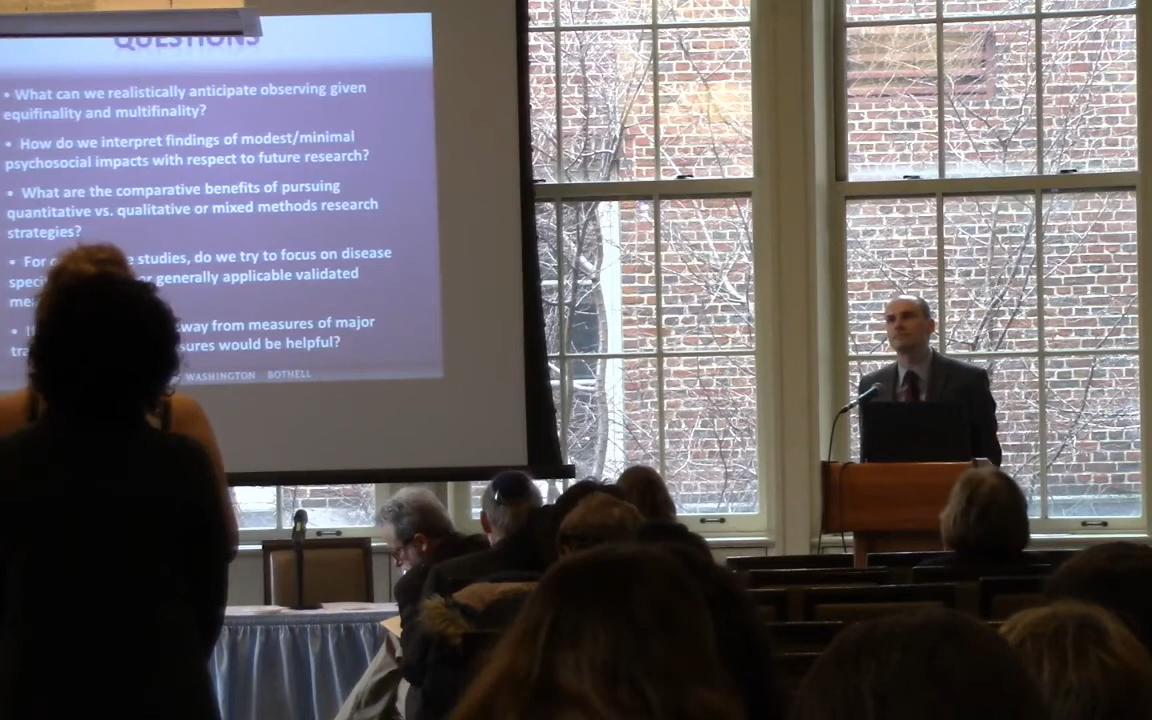 QUESTIONS
• What can we realistically anticipate observing given
equifinality and multifinality?
• How do we interpret findings of modest/minimal
psychosocial impacts with respect to future research?
• What are the comparative benefits of pursuing
quantitative vs. qualitative or mixed methods research
strategies?
• For studies, do we try to focus on disease
or generally applicable validated
• away from measures of major
would be helpful?
WASHINGTON BOTHELL